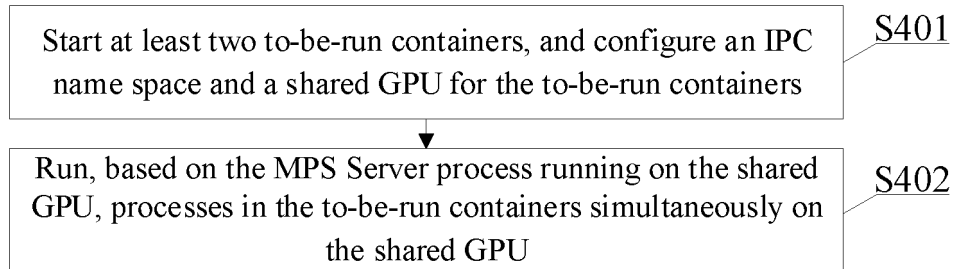 Start at least two to-be-run containers, and configure an IPC
name space and a shared GPU for the to-be-run containers
S401
Run, based on the MPS Server process running on the shared
GPU, processes in the to-be-run containers simultaneously on
the shared GPU
S402